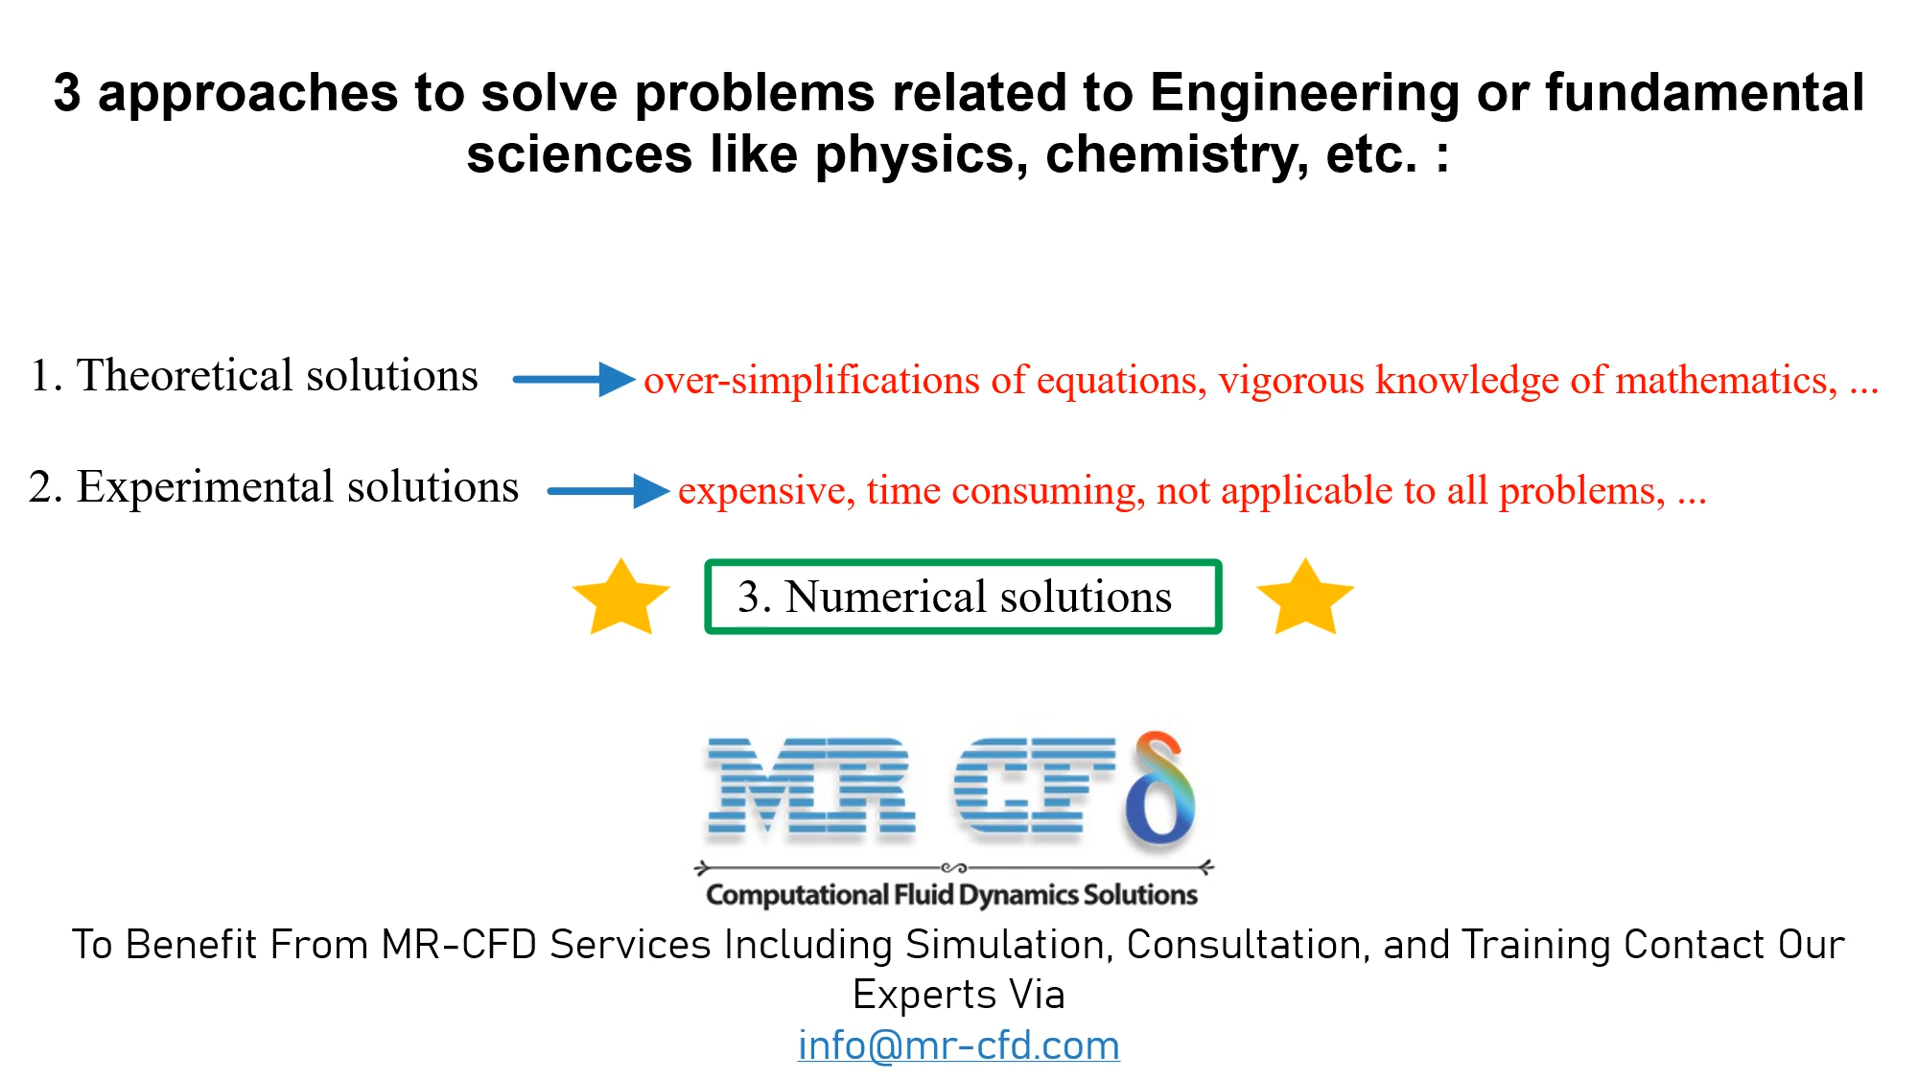 3 approaches to solve problems related to Engineering or fundamental
sciences like physics, chemistry, etc. :
1. Theoretical solutions over-simplifications of equations, vigorous knowledge of mathematics, ...
2. Experimental solutions expensive, time consuming, not applicable to all problems, ...
3. Numerical solutions
MR CFδ
Computational Fluid Dynamics Solutions
To Benefit From MR-CFD Services Including Simulation, Consultation, and Training Contact Our
Experts Via
info@mr-cfd.com